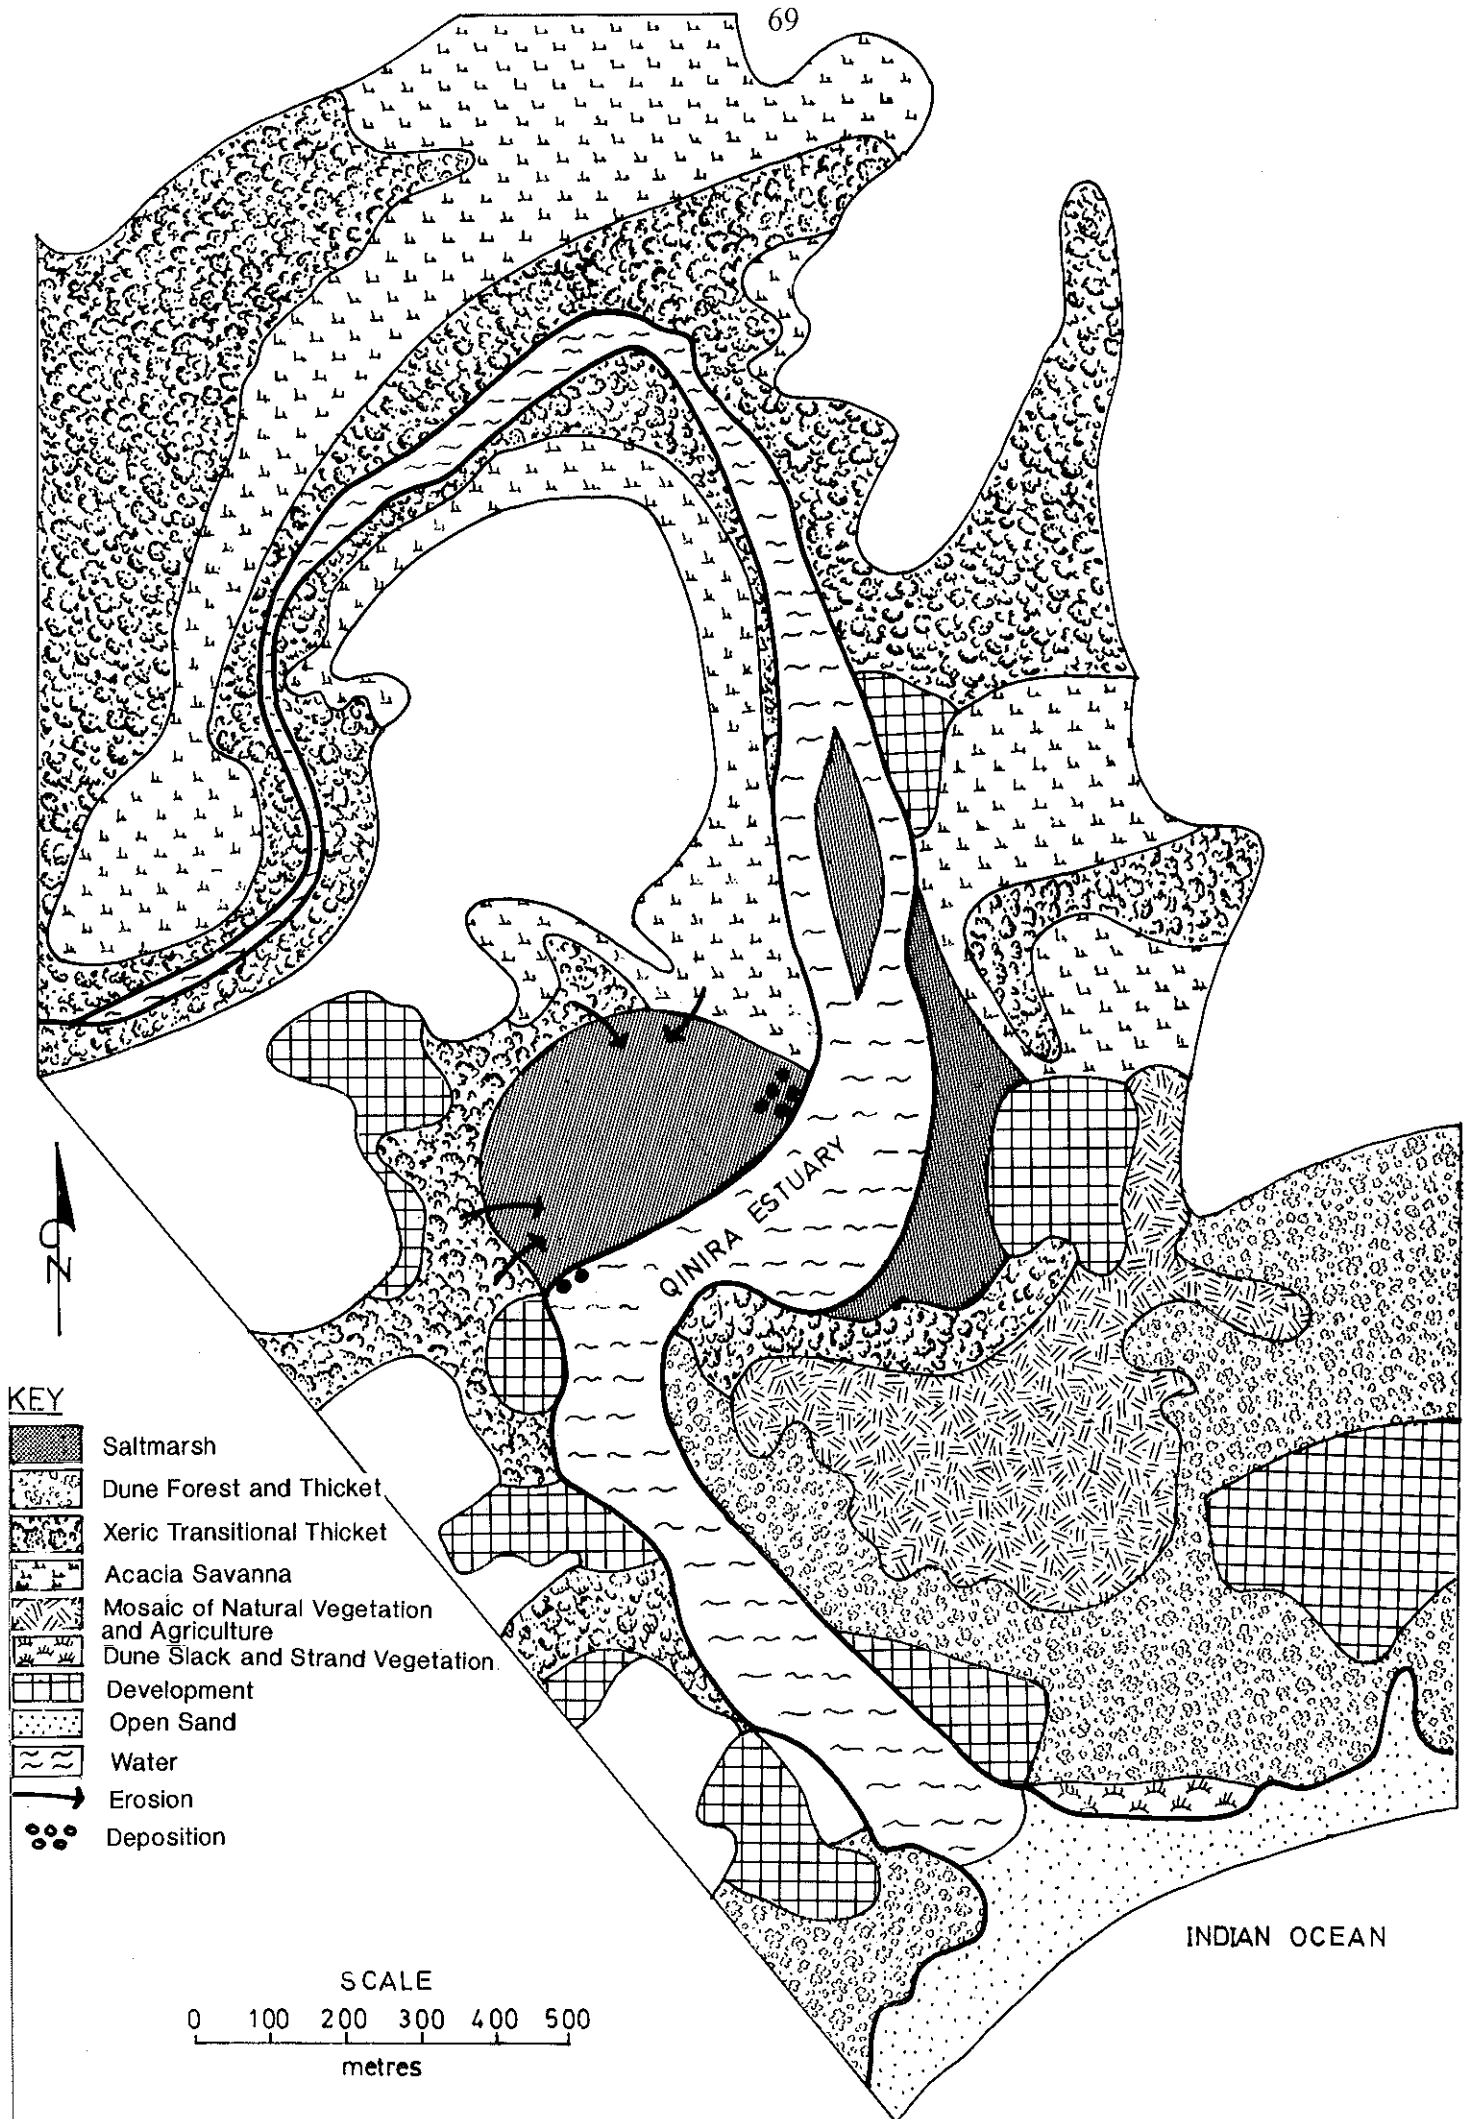 69
QINIRA ESTUARY
N
KEY
Saltmarsh
Dune Forest and Thicket
Xeric Transitional Thicket
Acacia Savanna
Mosaic of Natural Vegetation
and Agriculture
Dune Slack and Strand Vegetation
Development
Open Sand
Water
Erosion
Deposition
INDIAN OCEAN
SCALE
0 100 200 300 400 500
metres